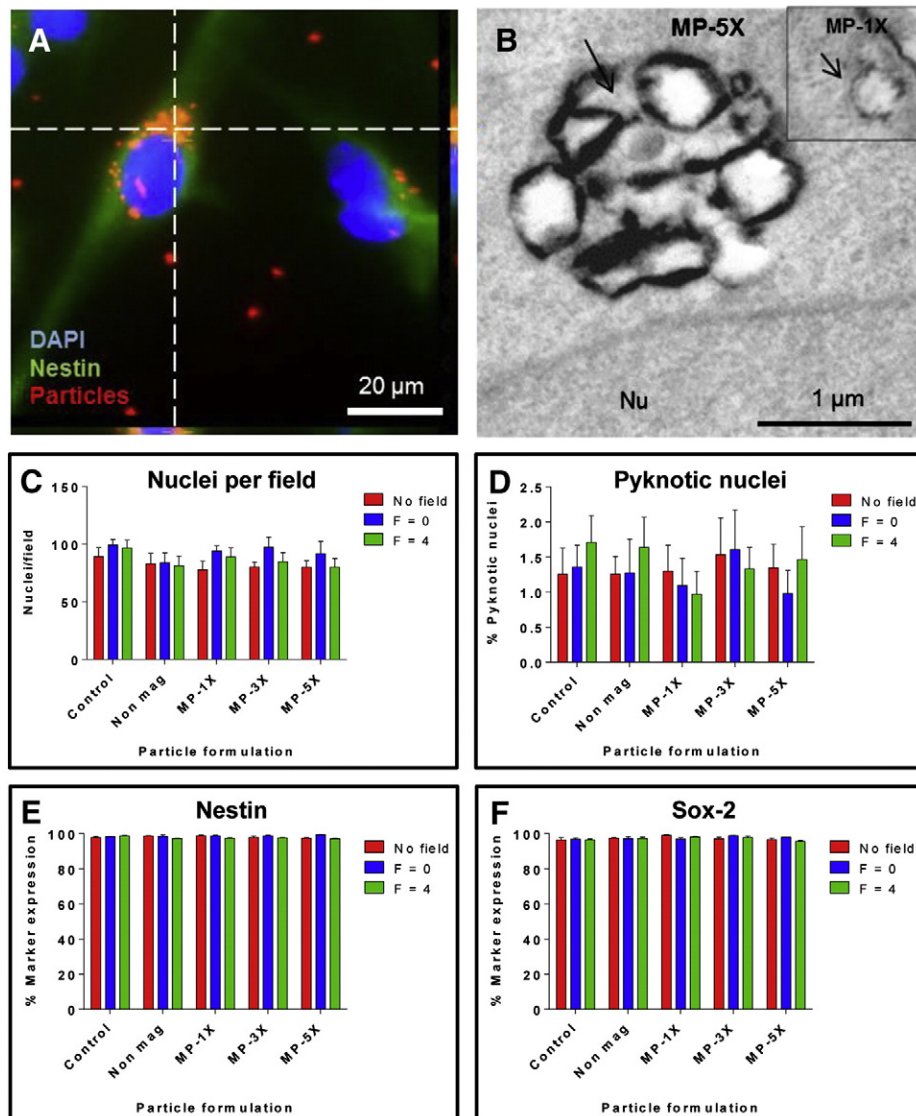 A
DAPI
Nestin
Particles
20 µm
B
MP-5X
MP-1X
Nu
1 µm
C
Nuclei per field
Nuclei/field
150
100
50
0
Control
Non mag
MP-1X
MP-3X
MP-5X
Particle formulation
No field
F = 0
F = 4
D
Pyknotic nuclei
% Pyknotic nuclei
2.5
2.0
1.5
1.0
0.5
0.0
Control
Non mag
MP-1X
MP-3X
MP-5X
Particle formulation
No field
F = 0
F = 4
E
Nestin
% Marker expression
100
80
60
40
20
0
Control
Non mag
MP-1X
MP-3X
MP-5X
Particle formulation
No field
F = 0
F = 4
F
Sox-2
% Marker expression
100
80
60
40
20
0
Control
Non mag
MP-1X
MP-3X
MP-5X
Particle formulation
No field
F = 0
F = 4